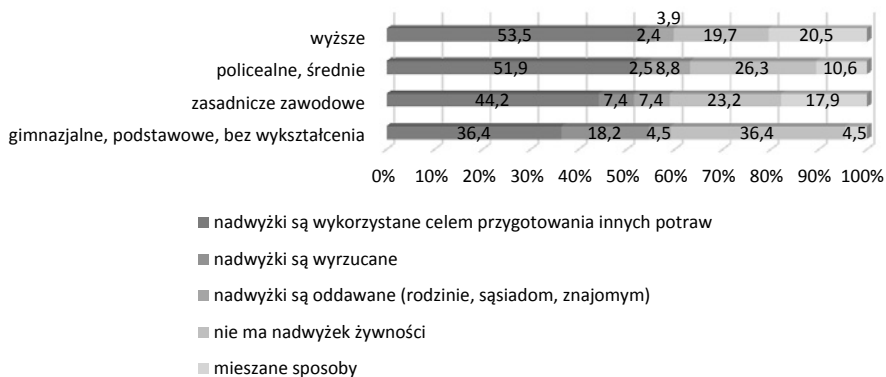 3,9
wyższe 53,5 2,4 19,7 20,5
policealne, średnie 51,9 2,5 8,8 26,3 10,6
zasadnicze zawodowe 44,2 7,4 7,4 23,2 17,9
gimnazjalne, podstawowe, bez wykształcenia 36,4 18,2 4,5 36,4 4,5
0% 10% 20% 30% 40% 50% 60% 70% 80% 90% 100%
nadwyżki są wykorzystane celem przygotowania innych potraw
nadwyżki są wyrzucane
nadwyżki są oddawane (rodzinie, sąsiadom, znajomym)
nie ma nadwyżek żywności
mieszane sposoby